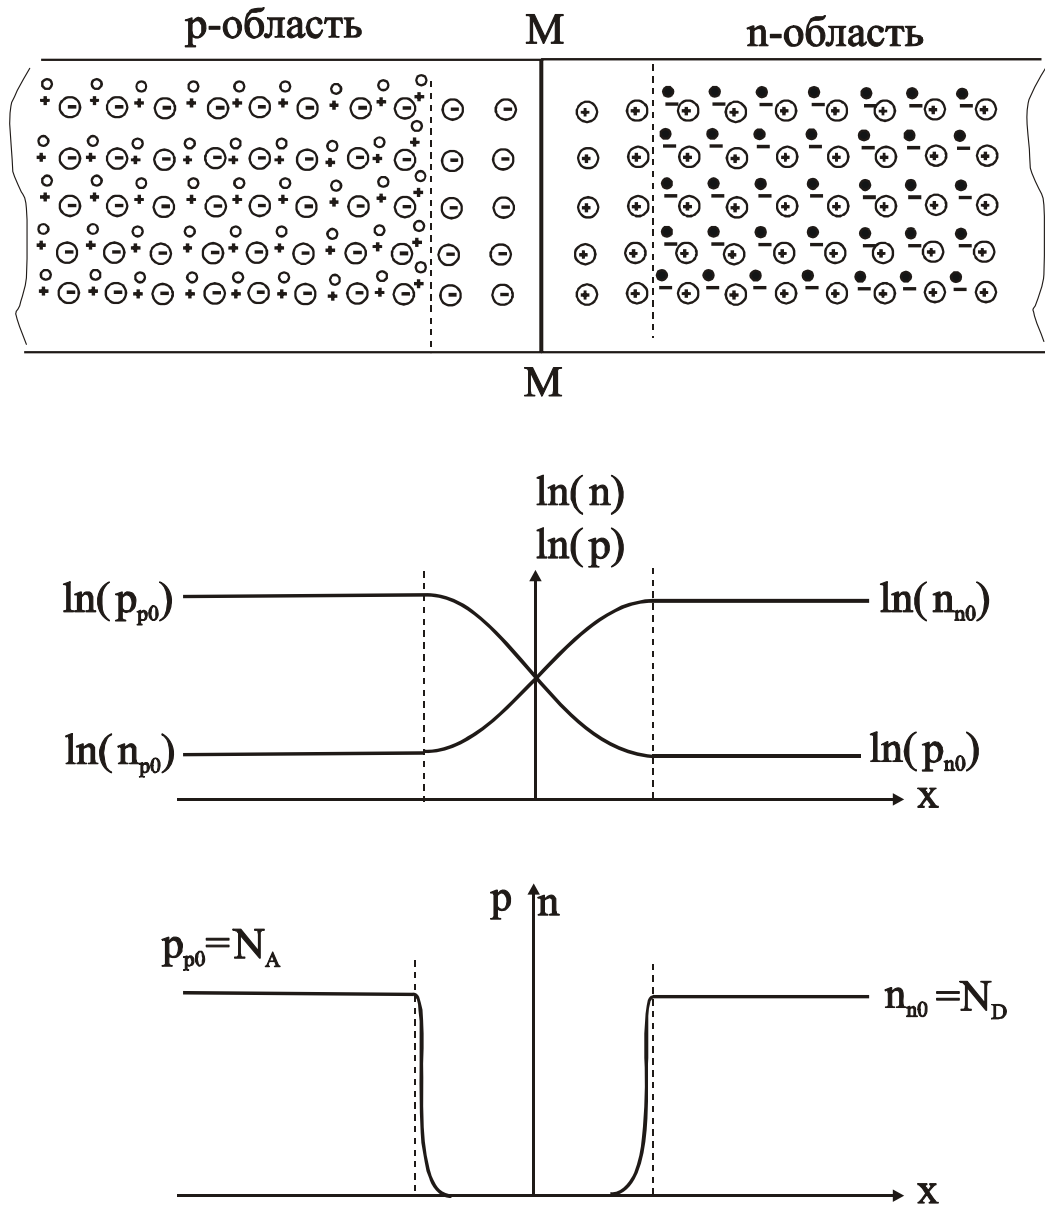 p-область M n-область
M
ln(n)
ln(p)
ln(p_p0) ln(n_n0)
ln(n_p0) ln(p_n0)
x
p n
p_p0=N_A
n_n0=N_D
x